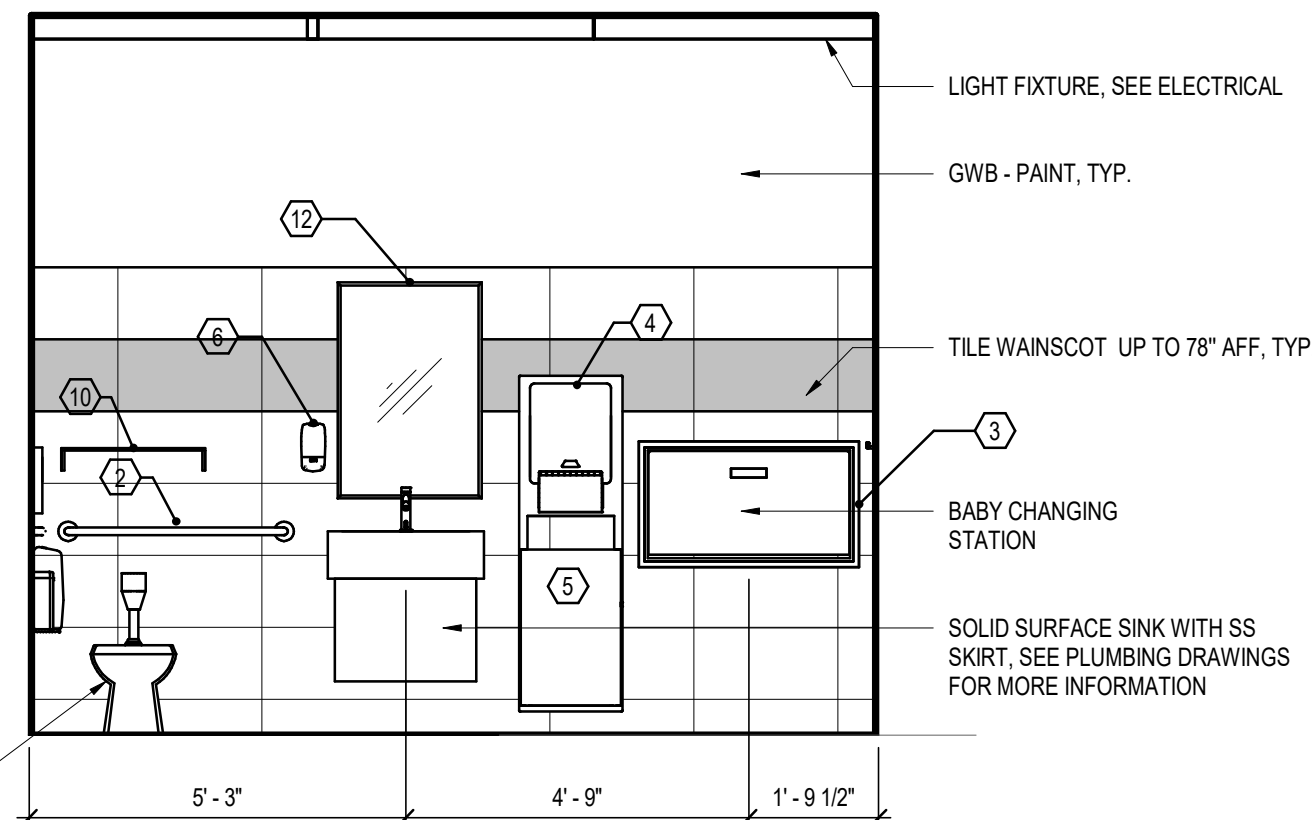 LIGHT FIXTURE, SEE ELECTRICAL
GWB - PAINT, TYP.
12
6
4
TILE WAINSCOT UP TO 78" AFF, TYP
10
3
2
BABY CHANGING
STATION
5
SOLID SURFACE SINK WITH SS
SKIRT, SEE PLUMBING DRAWINGS
FOR MORE INFORMATION
5' - 3"
4' - 9"
1' - 9 1/2"